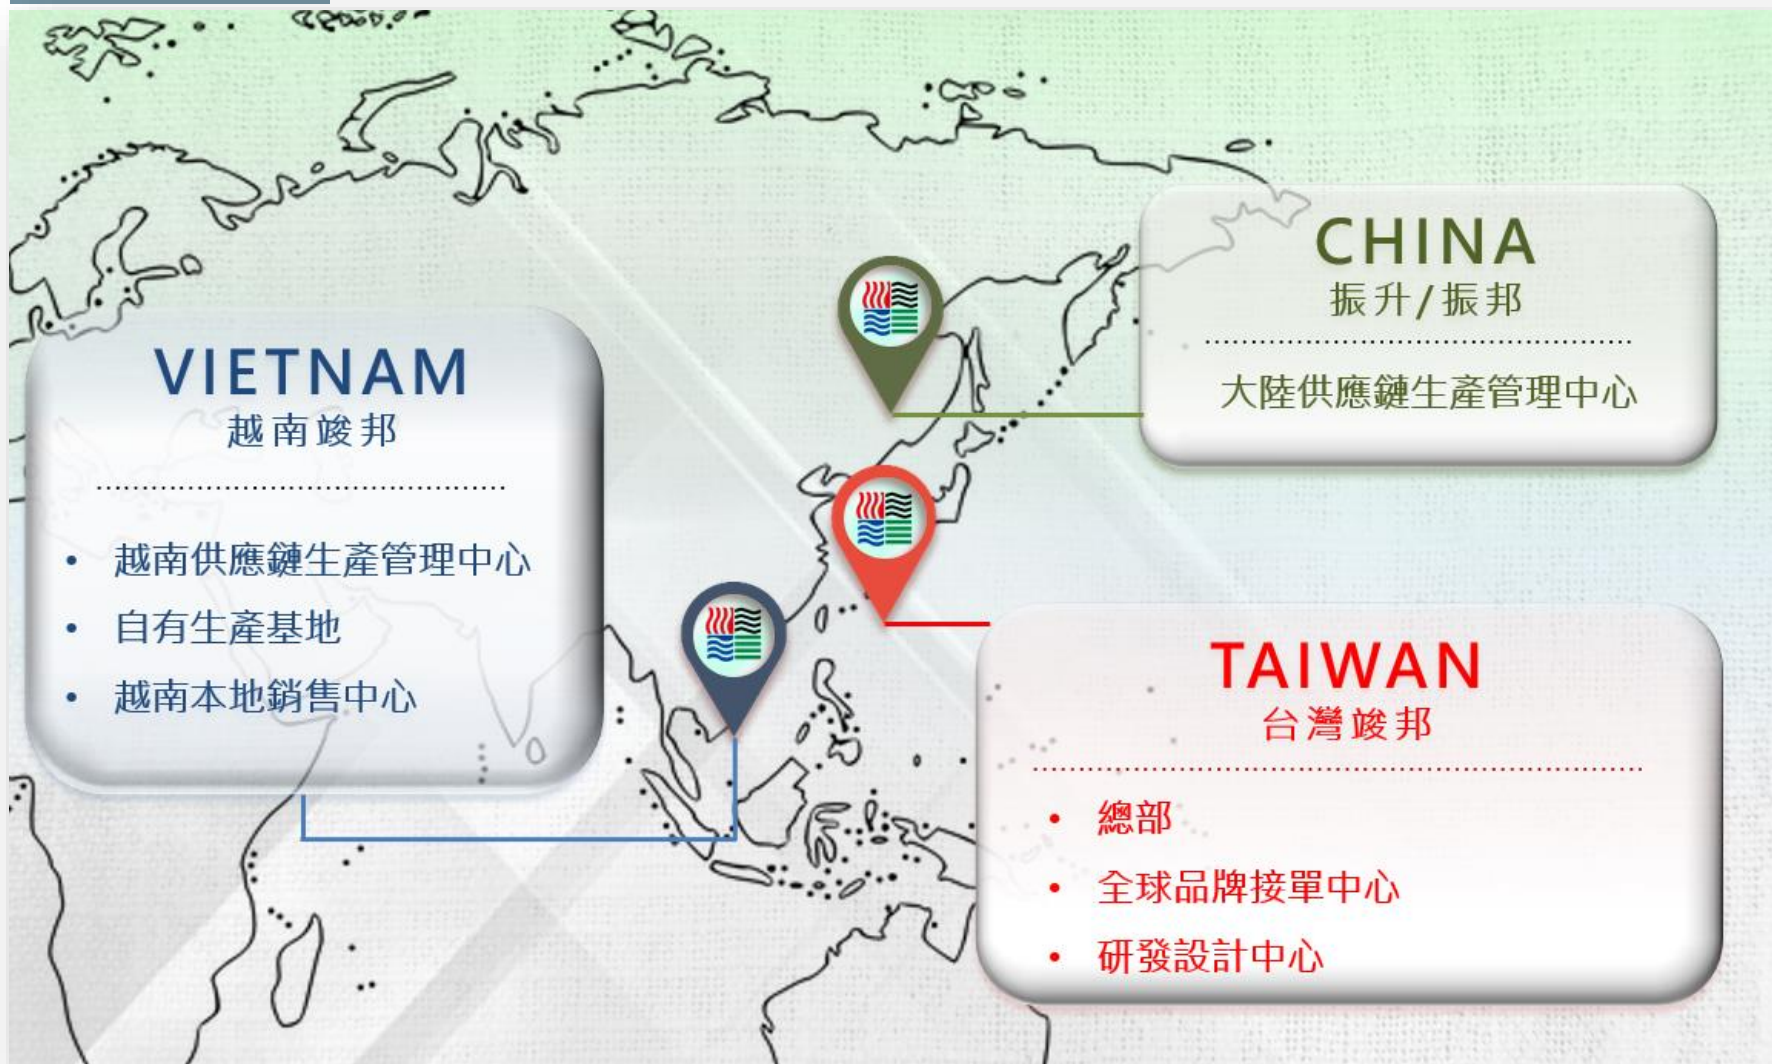 CHINA
振升/振邦
大陸供應鏈生產管理中心
VIETNAM
越南竣邦
• 越南供應鏈生產管理中心
• 自有生產基地
• 越南本地銷售中心
TAIWAN
台灣竣邦
• 總部
• 全球品牌接單中心
• 研發設計中心